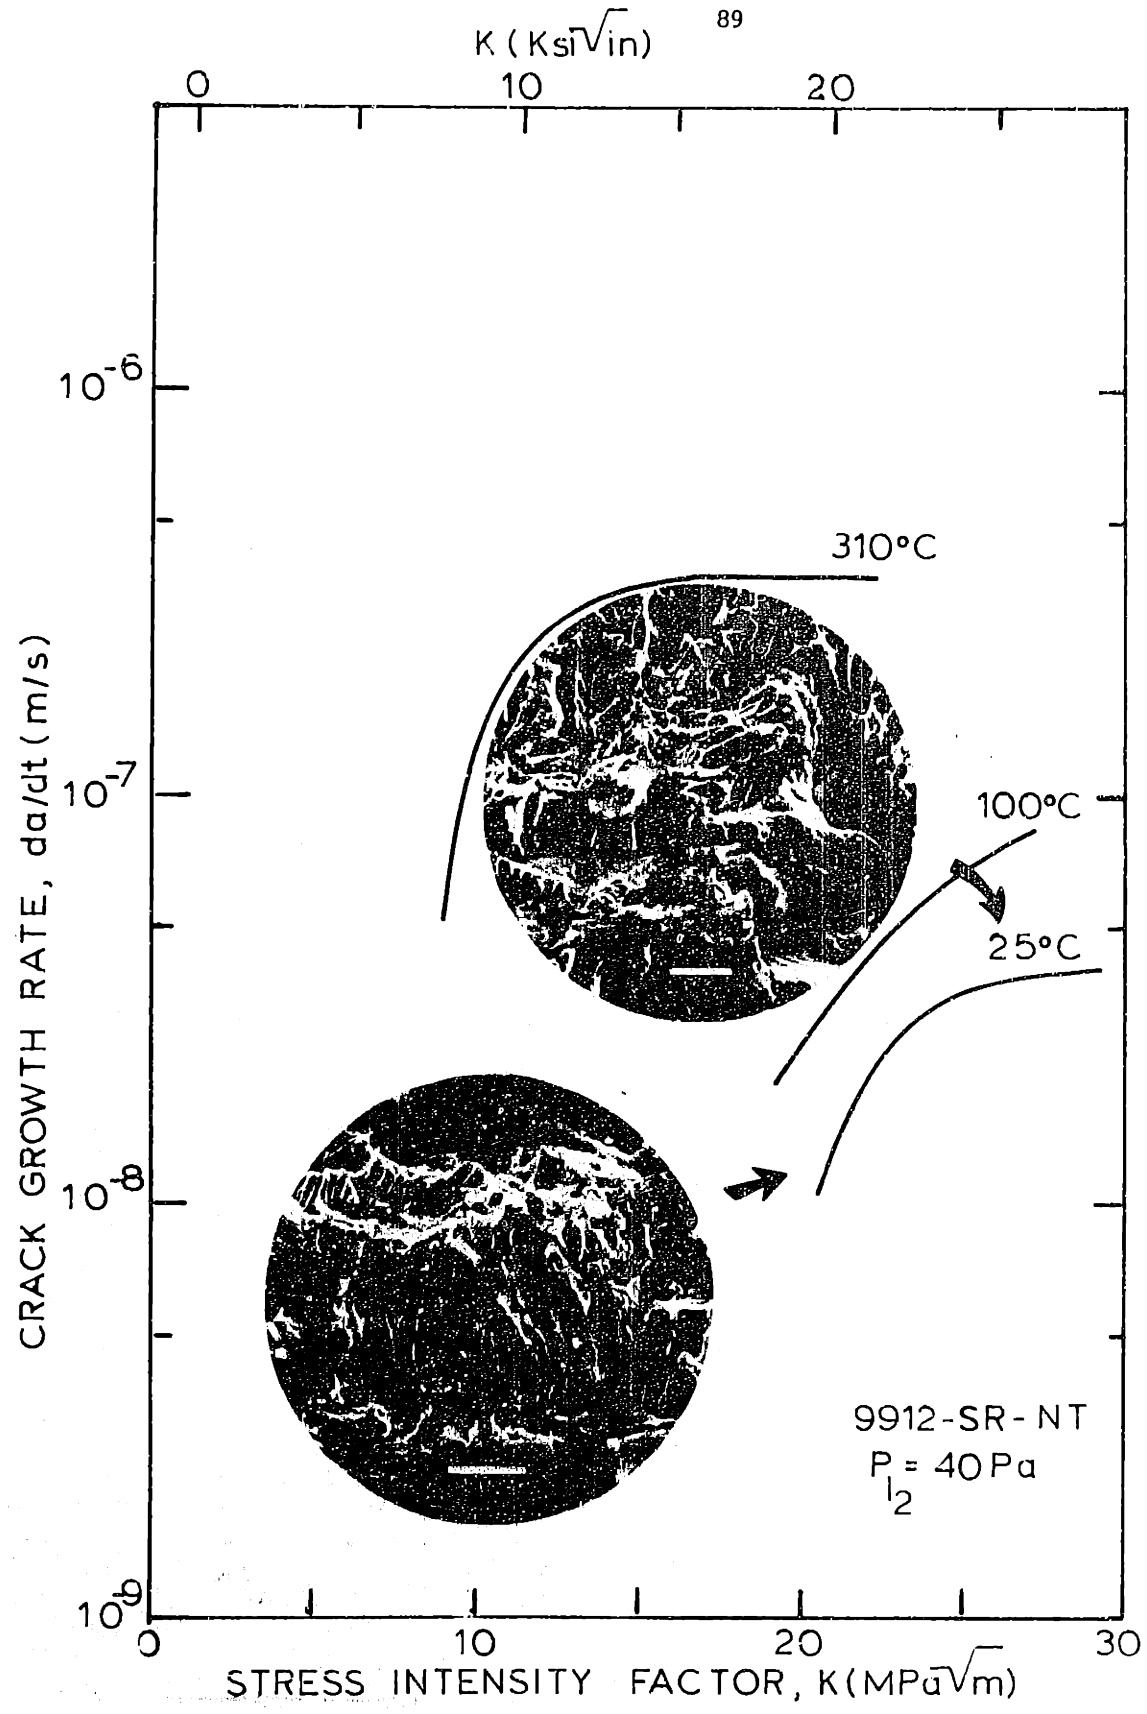 89
K (Ksi√in)
0 10 20
10⁻⁶
310°C
10⁻⁷
100°C
25°C
10⁻⁸
9912-SR-NT
P_I₂ = 40 Pa
10⁻⁹
0 10 20 30
STRESS INTENSITY FACTOR, K(MPa√m)
CRACK GROWTH RATE, da/dt (m/s)